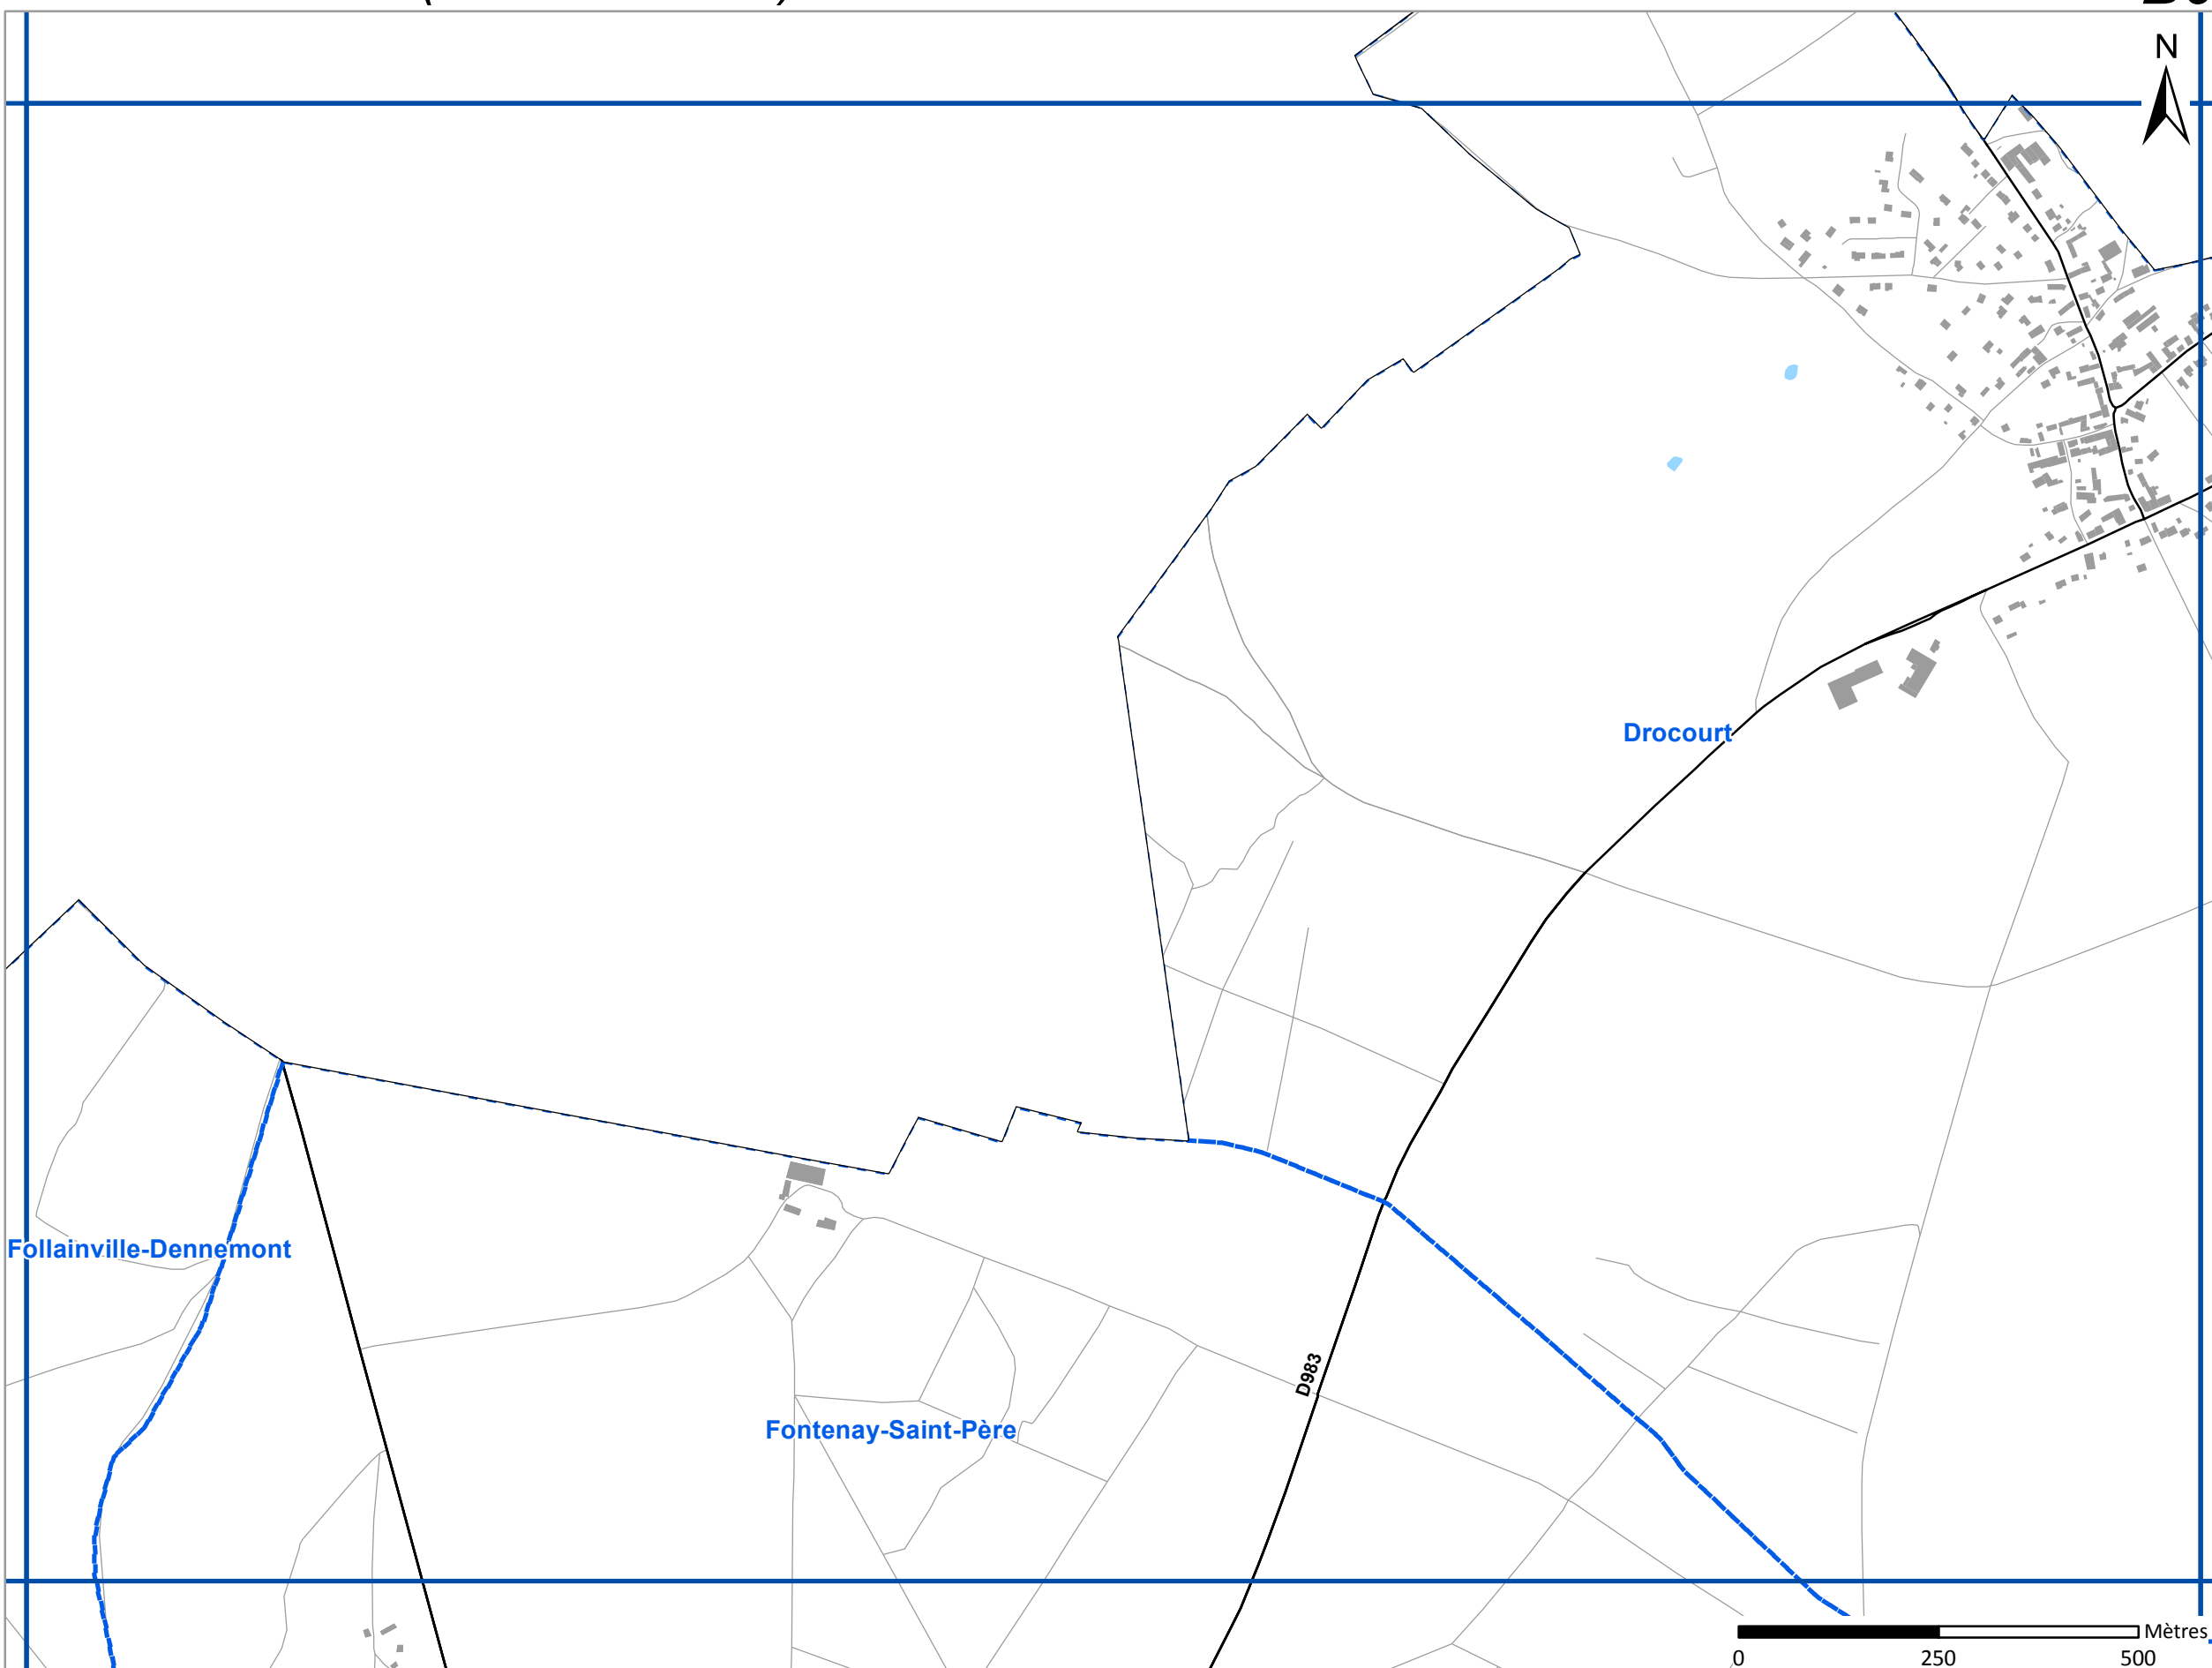 N
Drocourt
Follainville-Dennemont
D983
Fontenay-Saint-Père
Mètres
0 250 500